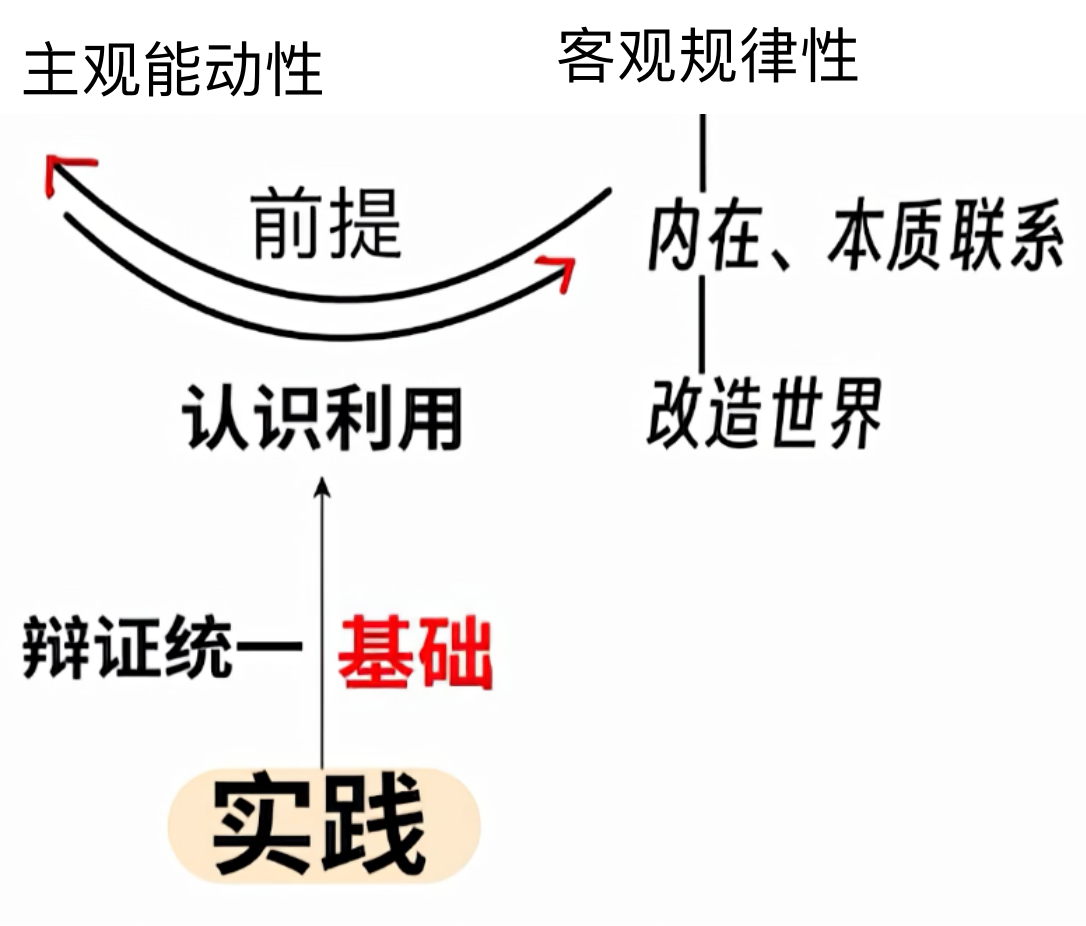 主观能动性
客观规律性
前提
内在、本质联系
认识利用
改造世界
辩证统一
基础
实践